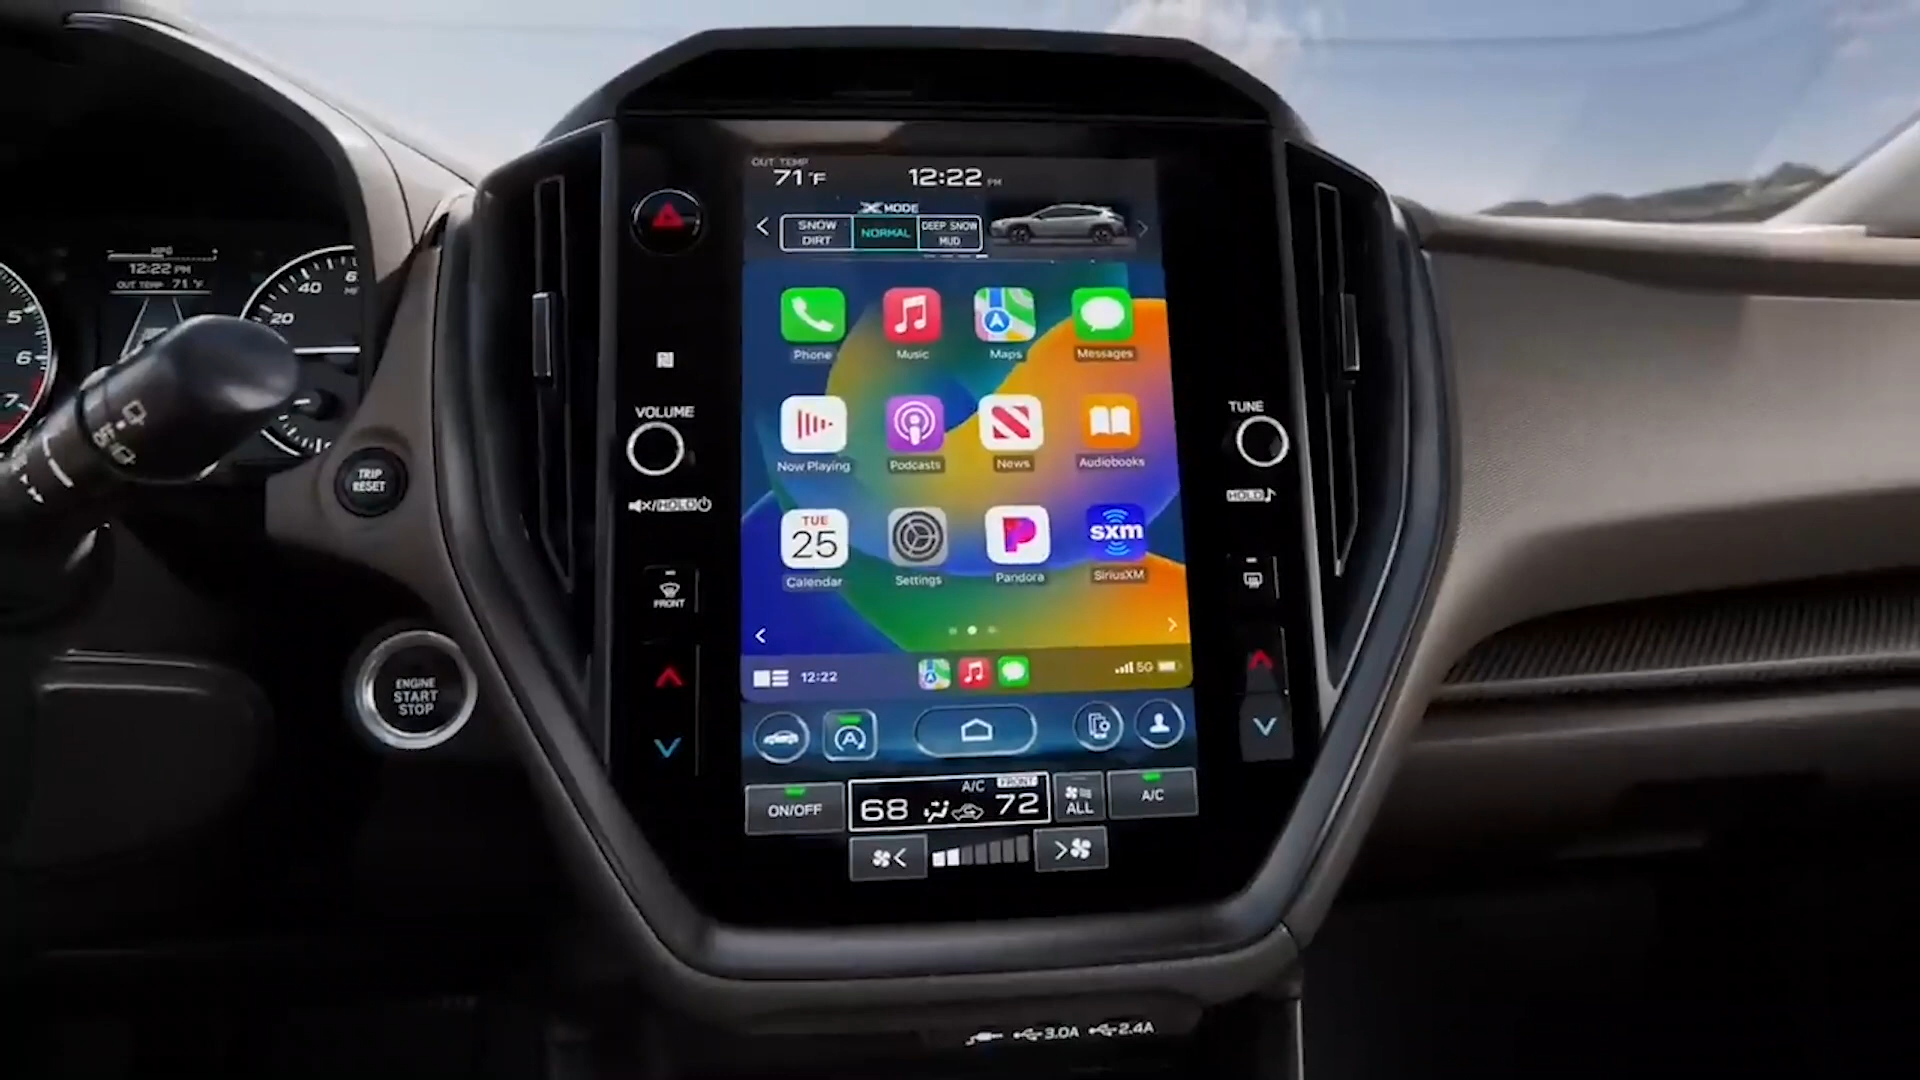 OUT TEMP
71°F
12:22 PM
X MODE
SNOW
DIRT
NORMAL
DEEP SNOW
MUD
12:22 PM
OUT TEMP 71°F
5
6
7
20
40
TRIP
RESET
ENGINE
START
STOP
VOLUME
HOLD
FRONT
TUNE
HOLD
Phone
Music
Maps
Messages
Now Playing
Podcasts
News
Audiobooks
TUE
25
sxm
Calendar
Settings
Pandora
SiriusXM
12:22
5G
A
ON/OFF
A/C
FRONT
68
72
ALL
A/C
3.0A
2.4A